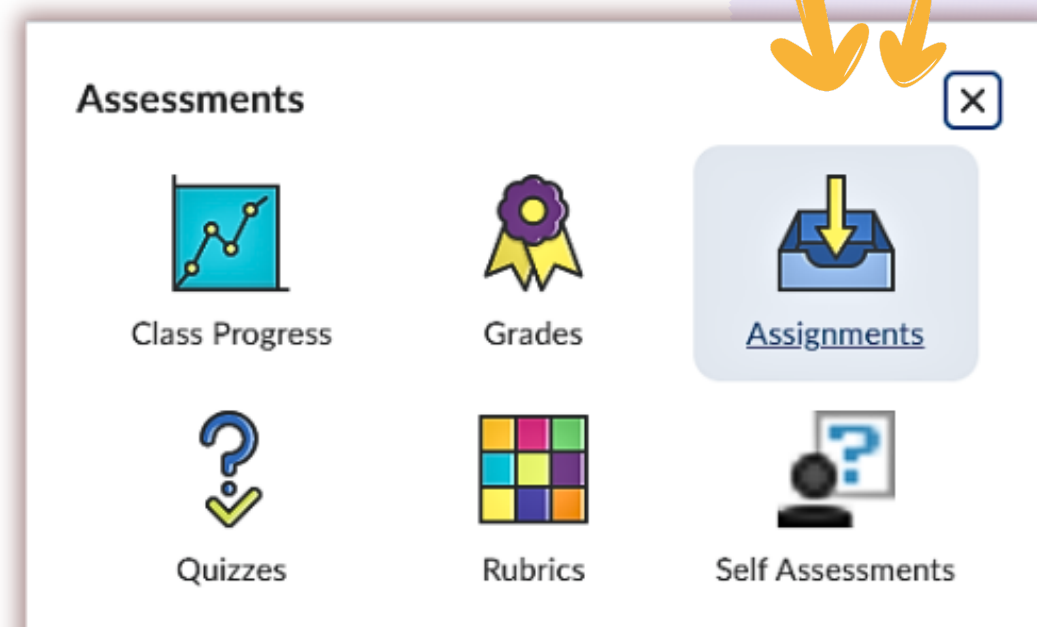 Assessments
Class Progress
Grades
Assignments
Quizzes
Rubrics
Self Assessments